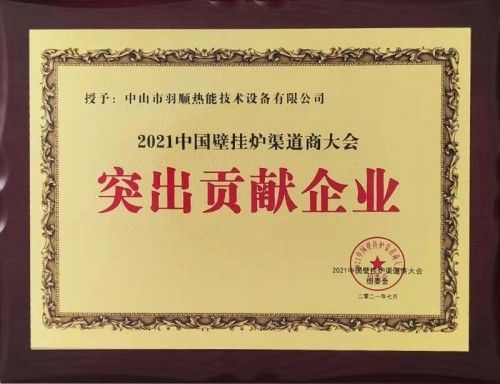 授予：中山市羽顺热能技术设备有限公司
2021中国壁挂炉渠道商大会
突出贡献企业
2021中国壁挂炉渠道商大会
组委会
二零二一年七月